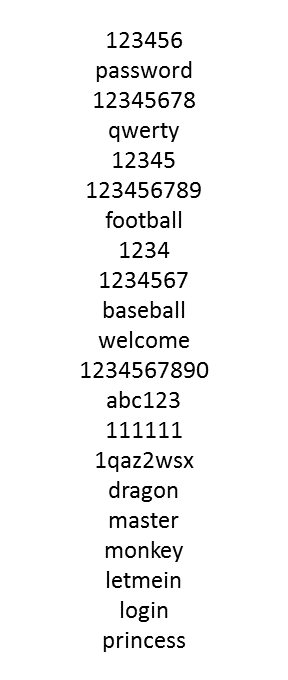 123456
password
12345678
qwerty
12345
123456789
football
1234
1234567
baseball
welcome
1234567890
abc123
111111
1qaz2wsx
dragon
master
monkey
letmein
login
princess